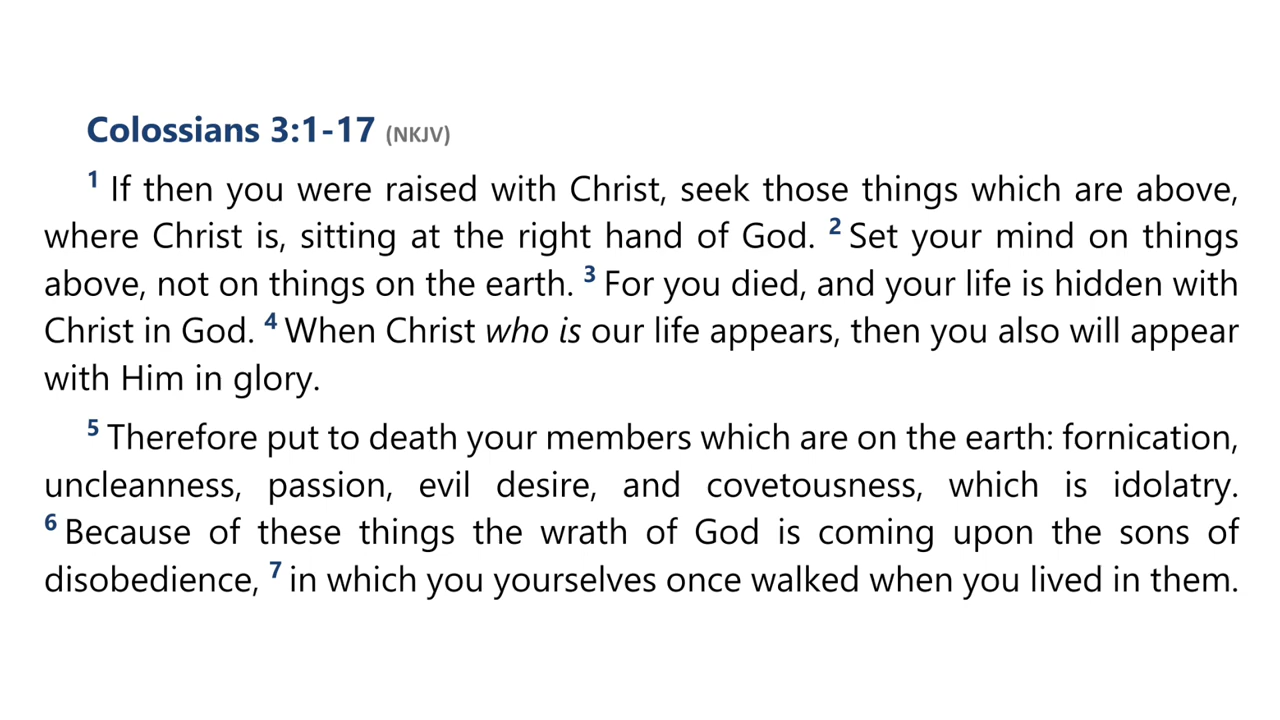 Colossians 3:1-17 (NKJV)
1 If then you were raised with Christ, seek those things which are above,
where Christ is, sitting at the right hand of God. 2 Set your mind on things
above, not on things on the earth. 3 For you died, and your life is hidden with
Christ in God. 4 When Christ who is our life appears, then you also will appear
with Him in glory.
5 Therefore put to death your members which are on the earth: fornication,
uncleanness, passion, evil desire, and covetousness, which is idolatry.
6 Because of these things the wrath of God is coming upon the sons of
disobedience, 7 in which you yourselves once walked when you lived in them.